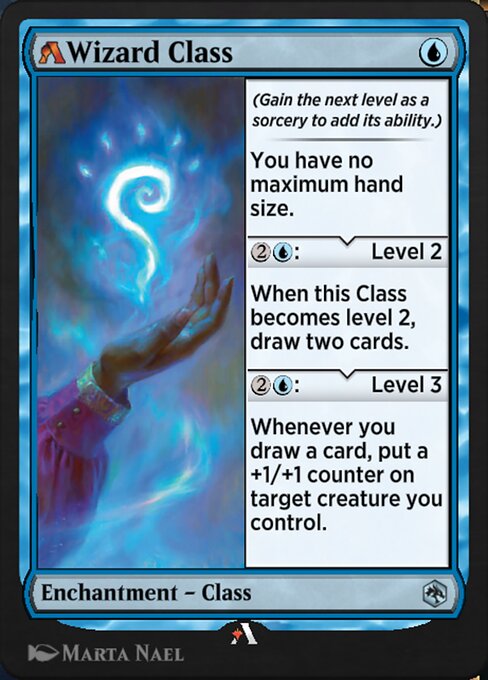 Wizard Class
(Gain the next level as a
sorcery to add its ability.)
You have no
maximum hand
size.
2: Level 2
When this Class
becomes level 2,
draw two cards.
2: Level 3
Whenever you
draw a card, put a
+1/+1 counter on
target creature you
control.
Enchantment – Class
Marta Nael